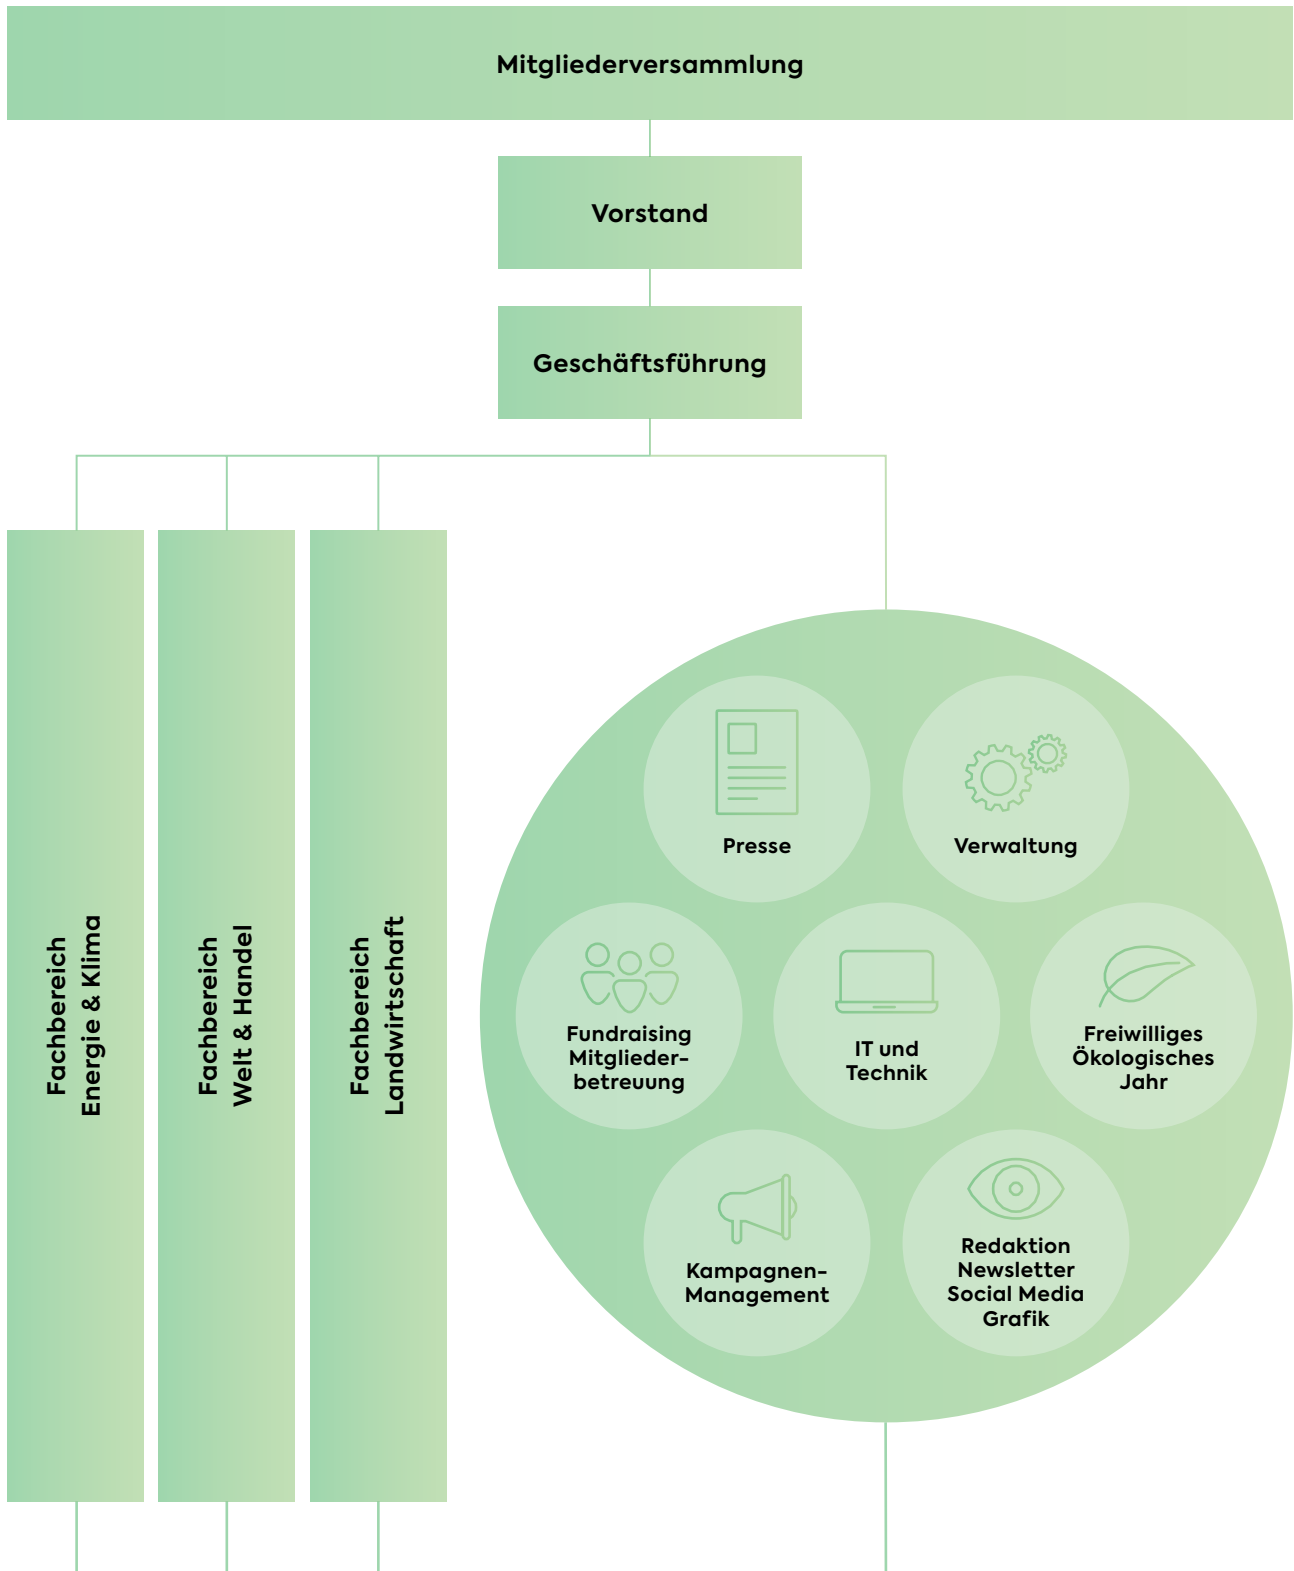 Mitgliederversammlung
Vorstand
Geschäftsführung
Fachbereich
Energie & Klima
Fachbereich
Welt & Handel
Fachbereich
Landwirtschaft
Presse
Verwaltung
Fundraising
Mitglieder-
betreuung
IT und
Technik
Freiwilliges
Ökologisches
Jahr
Kampagnen-
Management
Redaktion
Newsletter
Social Media
Grafik